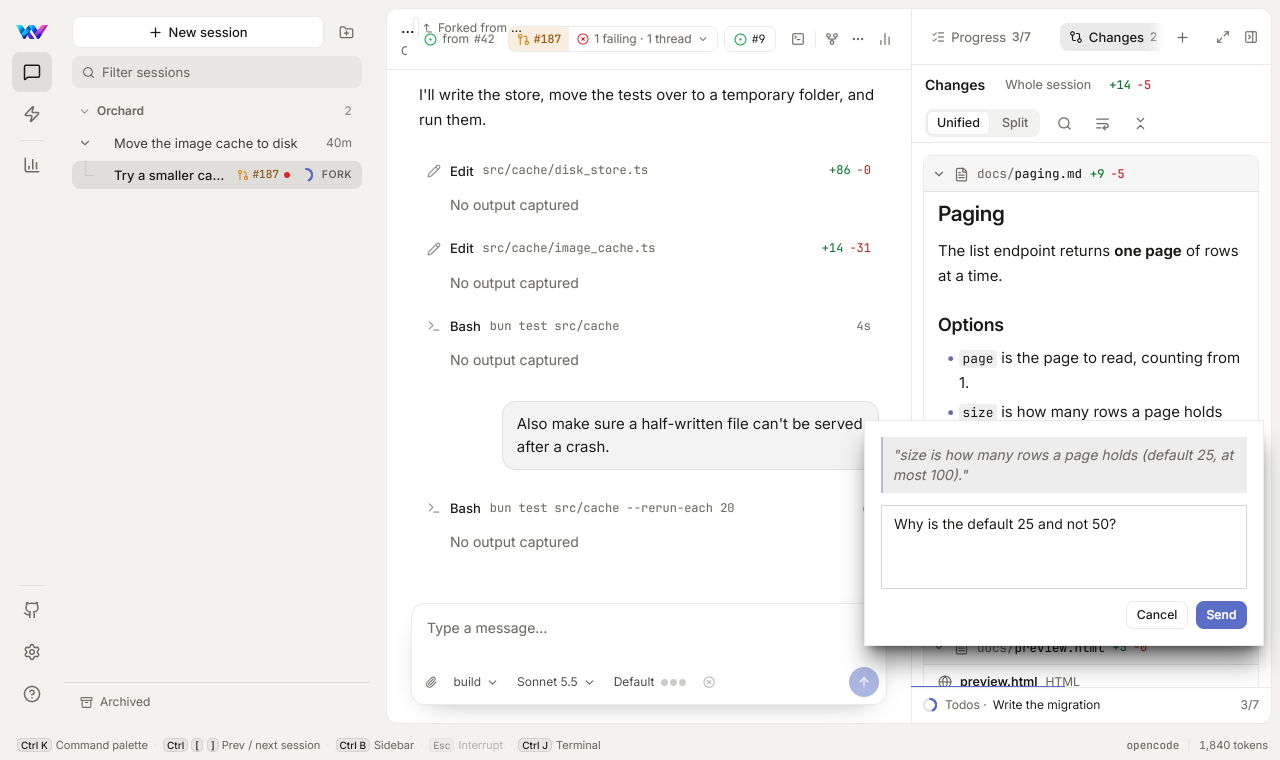 New session
Filter sessions
Orchard 2
Move the image cache to disk 40m
Try a smaller ca... #187 FORK
Archived
... Forked from ...
from #42 #187 1 failing · 1 thread #9
I'll write the store, move the tests over to a temporary folder, and
run them.
Edit src/cache/disk_store.ts +86 -0
No output captured
Edit src/cache/image_cache.ts +14 -31
No output captured
Bash bun test src/cache 4s
No output captured
Also make sure a half-written file can't be served
after a crash.
Bash bun test src/cache --rerun-each 20
No output captured
Type a message...
build Sonnet 5.5 Default
Progress 3/7 Changes 2
Changes Whole session +14 -5
Unified Split
docs/paging.md +9 -5
Paging
The list endpoint returns one page of rows
at a time.
Options
• page is the page to read, counting from
1.
• size is how many rows a page holds
"size is how many rows a page holds (default 25, at
most 100)."
Why is the default 25 and not 50?
Cancel Send
docs/preview.html +5 -0
preview.html HTML
Todos · Write the migration 3/7
Ctrl K Command palette · Ctrl [ ] Prev / next session · Ctrl B Sidebar · Esc Interrupt · Ctrl J Terminal
opencode 1,840 tokens